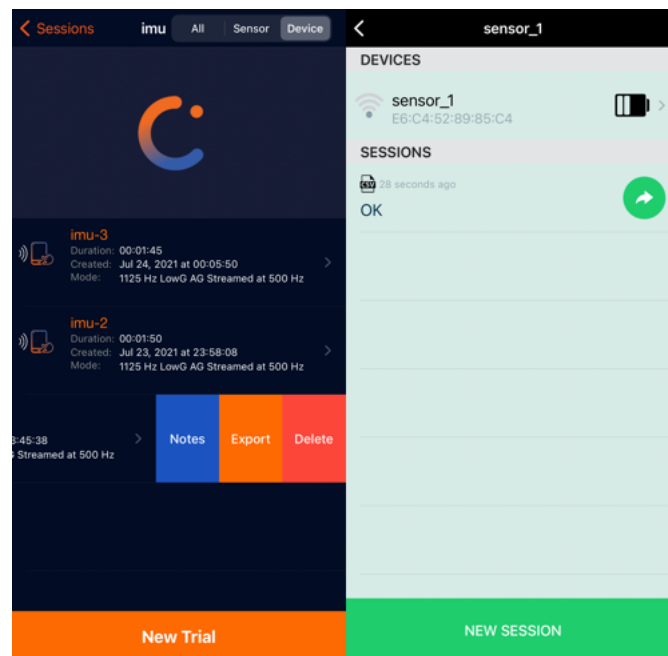 Sessions imu All Sensor Device
imu-3
Duration: 00:01:45
Created: Jul 24, 2021 at 00:05:50
Mode: 1125 Hz LowG AG Streamed at 500 Hz
imu-2
Duration: 00:01:50
Created: Jul 23, 2021 at 23:58:08
Mode: 1125 Hz LowG AG Streamed at 500 Hz
3:45:38
Streamed at 500 Hz
Notes Export Delete
New Trial
sensor_1
DEVICES
sensor_1
E6:C4:52:89:85:C4
SESSIONS
CSV 28 seconds ago
OK
NEW SESSION